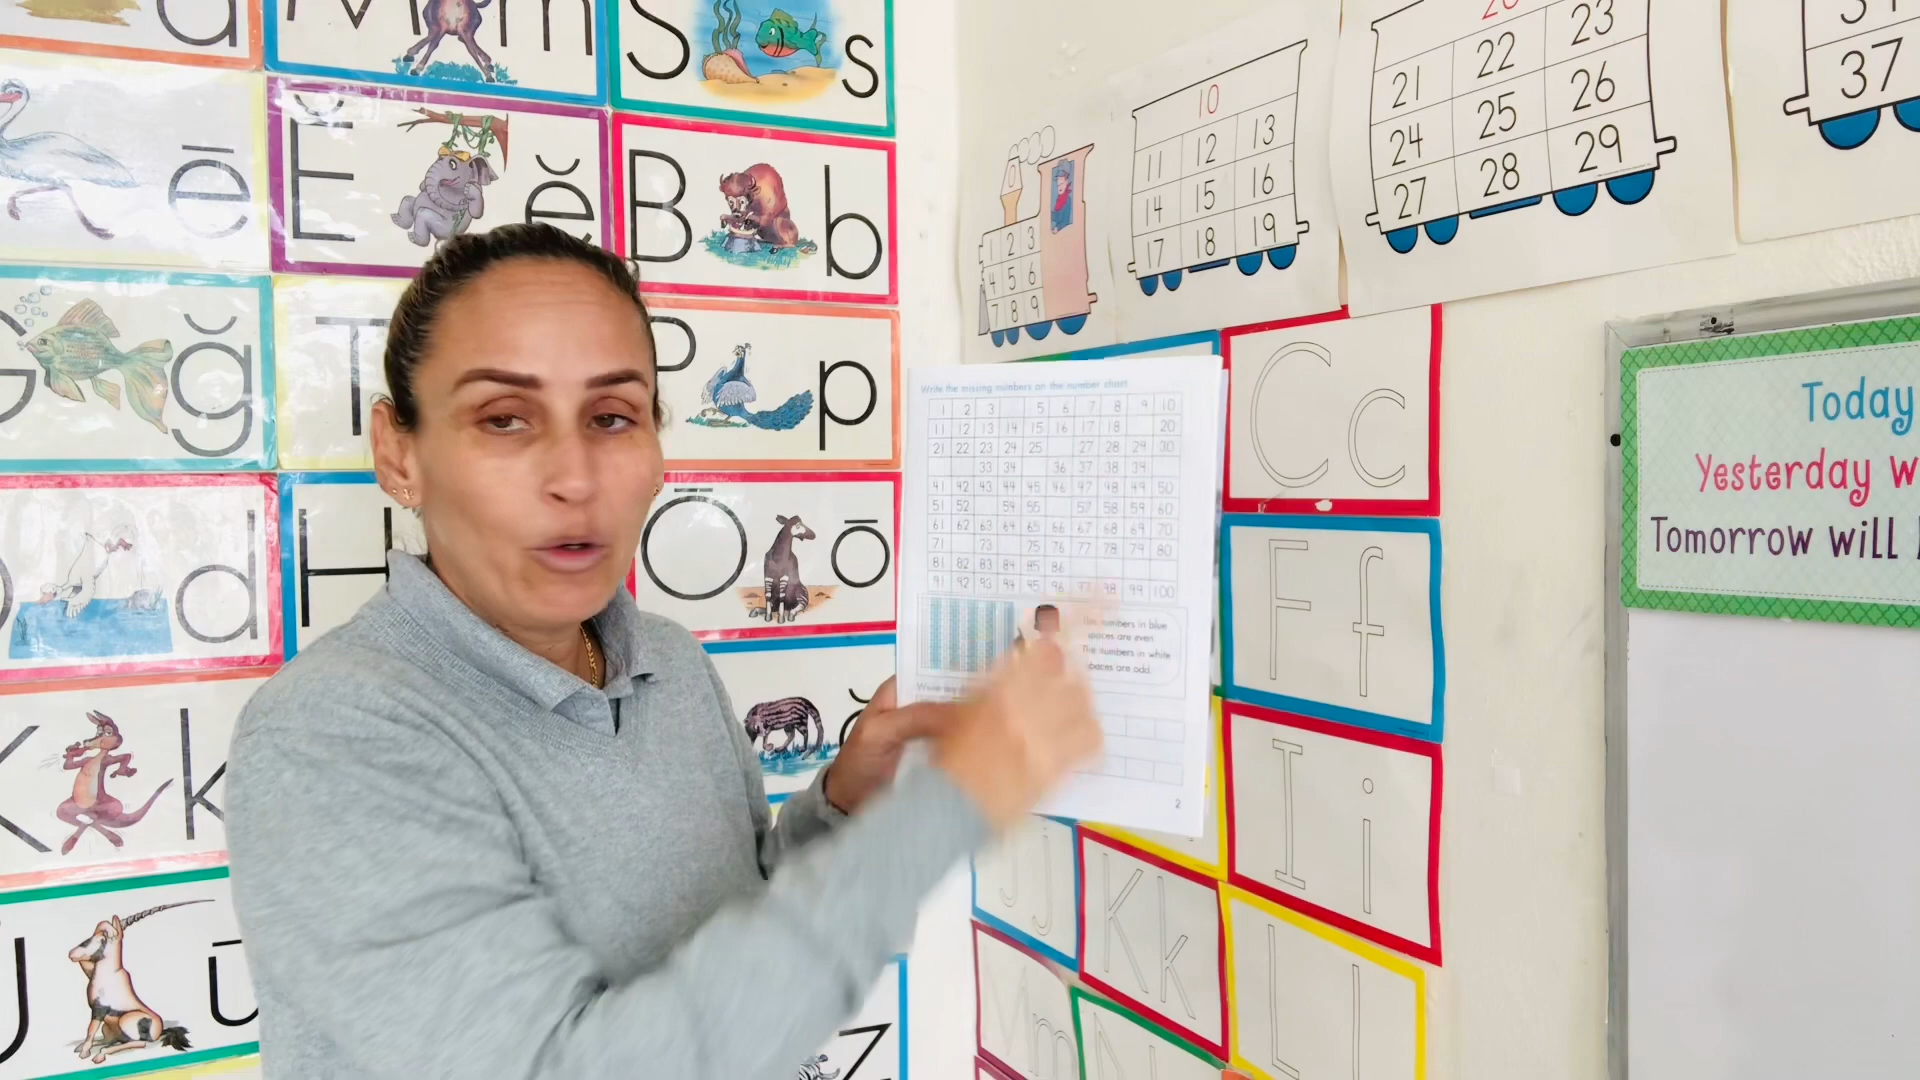 a
M m
S s
ē
Ĕ ĕ
B b
G ğ
T
P p
d
H
Ō ō
K k
ū
z
10
11 12 13
14 15 16
17 18 19
1 2 3
4 5 6
7 8 9
20
21 22 23
24 25 26
27 28 29
37
Write the missing numbers on the number chart.
1 2 3 5 6 7 8 9 10
11 12 13 14 15 16 17 18 20
21 22 23 24 25 27 28 29 30
33 34 36 37 38 39
41 42 43 44 45 46 47 48 49 50
51 52 54 55 57 58 59 60
61 62 63 64 65 66 67 68 69 70
71 73 75 76 77 78 79 80
81 82 83 84 85 86
91 92 93 94 95 96 97 98 99 100
The numbers in blue
spaces are even.
The numbers in white
spaces are odd.
2
C c
F f
I i
J j
K k
L l
M m
Today
Yesterday w
Tomorrow will